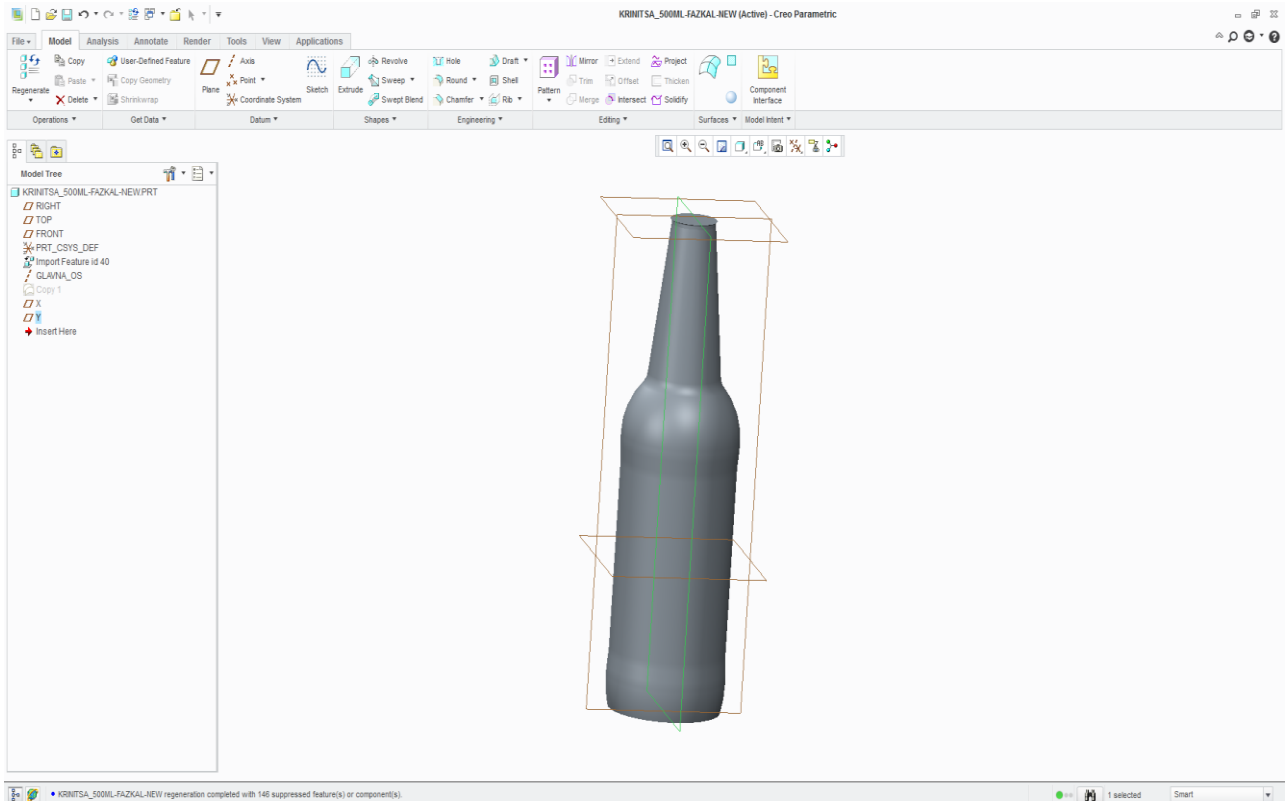 KRINITSA_500ML-FAZKAL-NEW (Active) - Creo Parametric
File Model Analysis Annotate Render Tools View Applications
Regenerate
Copy
Paste
Delete
User-Defined Feature
Copy Geometry
Shrinkwrap
Plane
Axis
Point
Coordinate System
Sketch
Extrude
Revolve
Sweep
Swept Blend
Hole
Round
Chamfer
Draft
Shell
Rib
Pattern
Mirror
Trim
Merge
Extend
Offset
Intersect
Project
Thicken
Solidify
Component
Interface
Operations Get Data Datum Shapes Engineering Editing Surfaces Model Intent
Model Tree
KRINITSA_500ML-FAZKAL-NEW.PRT
RIGHT
TOP
FRONT
PRT_CSYS_DEF
Import Feature id 40
GLAVNA_OS
Copy 1
X
Y
Insert Here
KRINITSA_500ML-FAZKAL-NEW regeneration completed with 146 suppressed feature(s) or component(s).
1 selected
Smart